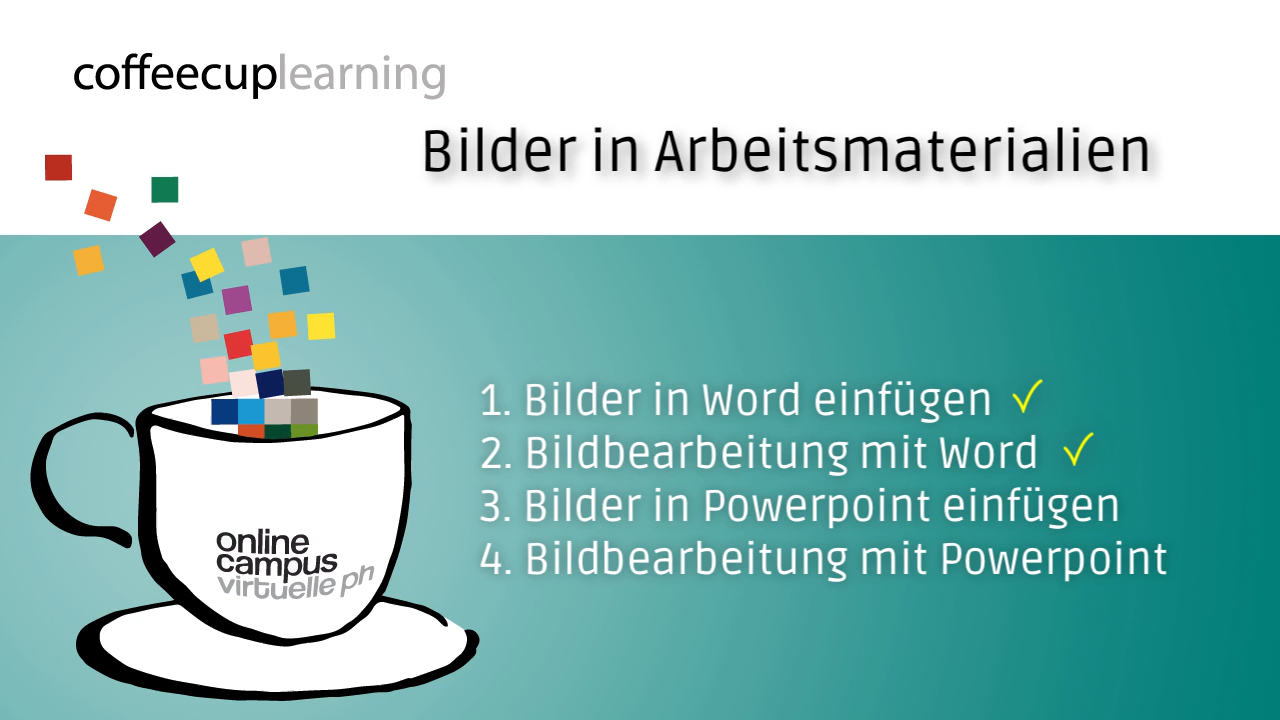 coffeecuplearning
Bilder in Arbeitsmaterialien
1. Bilder in Word einfügen ✓
2. Bildbearbeitung mit Word ✓
3. Bilder in Powerpoint einfügen
4. Bildbearbeitung mit Powerpoint
online
campus
virtuelle ph